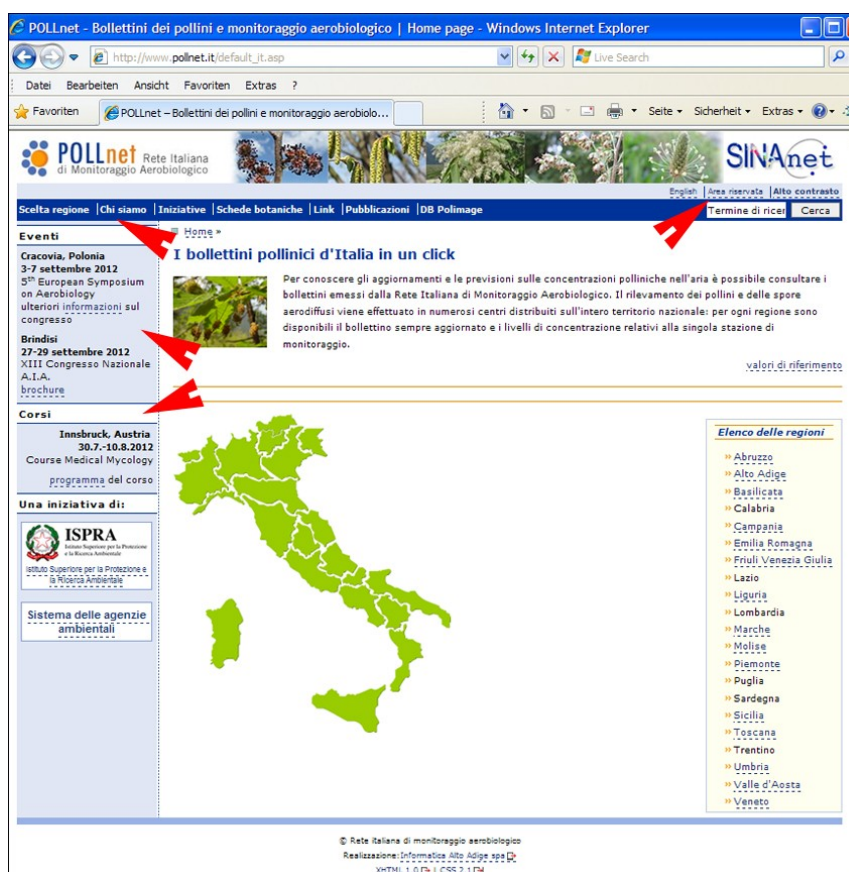 POLLnet - Bollettini dei pollini e monitoraggio aerobiologico | Home page - Windows Internet Explorer
http://www.pollnet.it/default_it.asp
Live Search
Datei Bearbeiten Ansicht Favoriten Extras ?
Favoriten
POLLnet – Bollettini dei pollini e monitoraggio aerobiolo...
Seite Sicherheit Extras
POLLnet Rete Italiana
di Monitoraggio Aerobiologico
SINAnet
English | Area riservata | Alto contrasto
Scelta regione | Chi siamo | Iniziative | Schede botaniche | Link | Pubblicazioni | DB Polimage
Termine di ricer Cerca
Eventi
Cracovia, Polonia
3-7 settembre 2012
5th European Symposium
on Aerobiology
ulteriori informazioni sul
congresso
Brindisi
27-29 settembre 2012
XIII Congresso Nazionale
A.I.A.
brochure
Corsi
Innsbruck, Austria
30.7.-10.8.2012
Course Medical Mycology
programma del corso
Una iniziativa di:
ISPRA
Istituto Superiore per la Protezione
e la Ricerca Ambientale
Istituto Superiore per la Protezione e
la Ricerca Ambientale
Sistema delle agenzie
ambientali
Home »
I bollettini pollinici d'Italia in un click
Per conoscere gli aggiornamenti e le previsioni sulle concentrazioni polliniche nell'aria è possibile consultare i
bollettini emessi dalla Rete Italiana di Monitoraggio Aerobiologico. Il rilevamento dei pollini e delle spore
aerodiffusi viene effettuato in numerosi centri distribuiti sull'intero territorio nazionale: per ogni regione sono
disponibili il bollettino sempre aggiornato e i livelli di concentrazione relativi alla singola stazione di
monitoraggio.
valori di riferimento
Elenco delle regioni
» Abruzzo
» Alto Adige
» Basilicata
» Calabria
» Campania
» Emilia Romagna
» Friuli Venezia Giulia
» Lazio
» Liguria
» Lombardia
» Marche
» Molise
» Piemonte
» Puglia
» Sardegna
» Sicilia
» Toscana
» Trentino
» Umbria
» Valle d'Aosta
» Veneto
© Rete italiana di monitoraggio aerobiologico
Realizzazione: Informatica Alto Adige spa
XHTML 1.0 | CSS 2.1